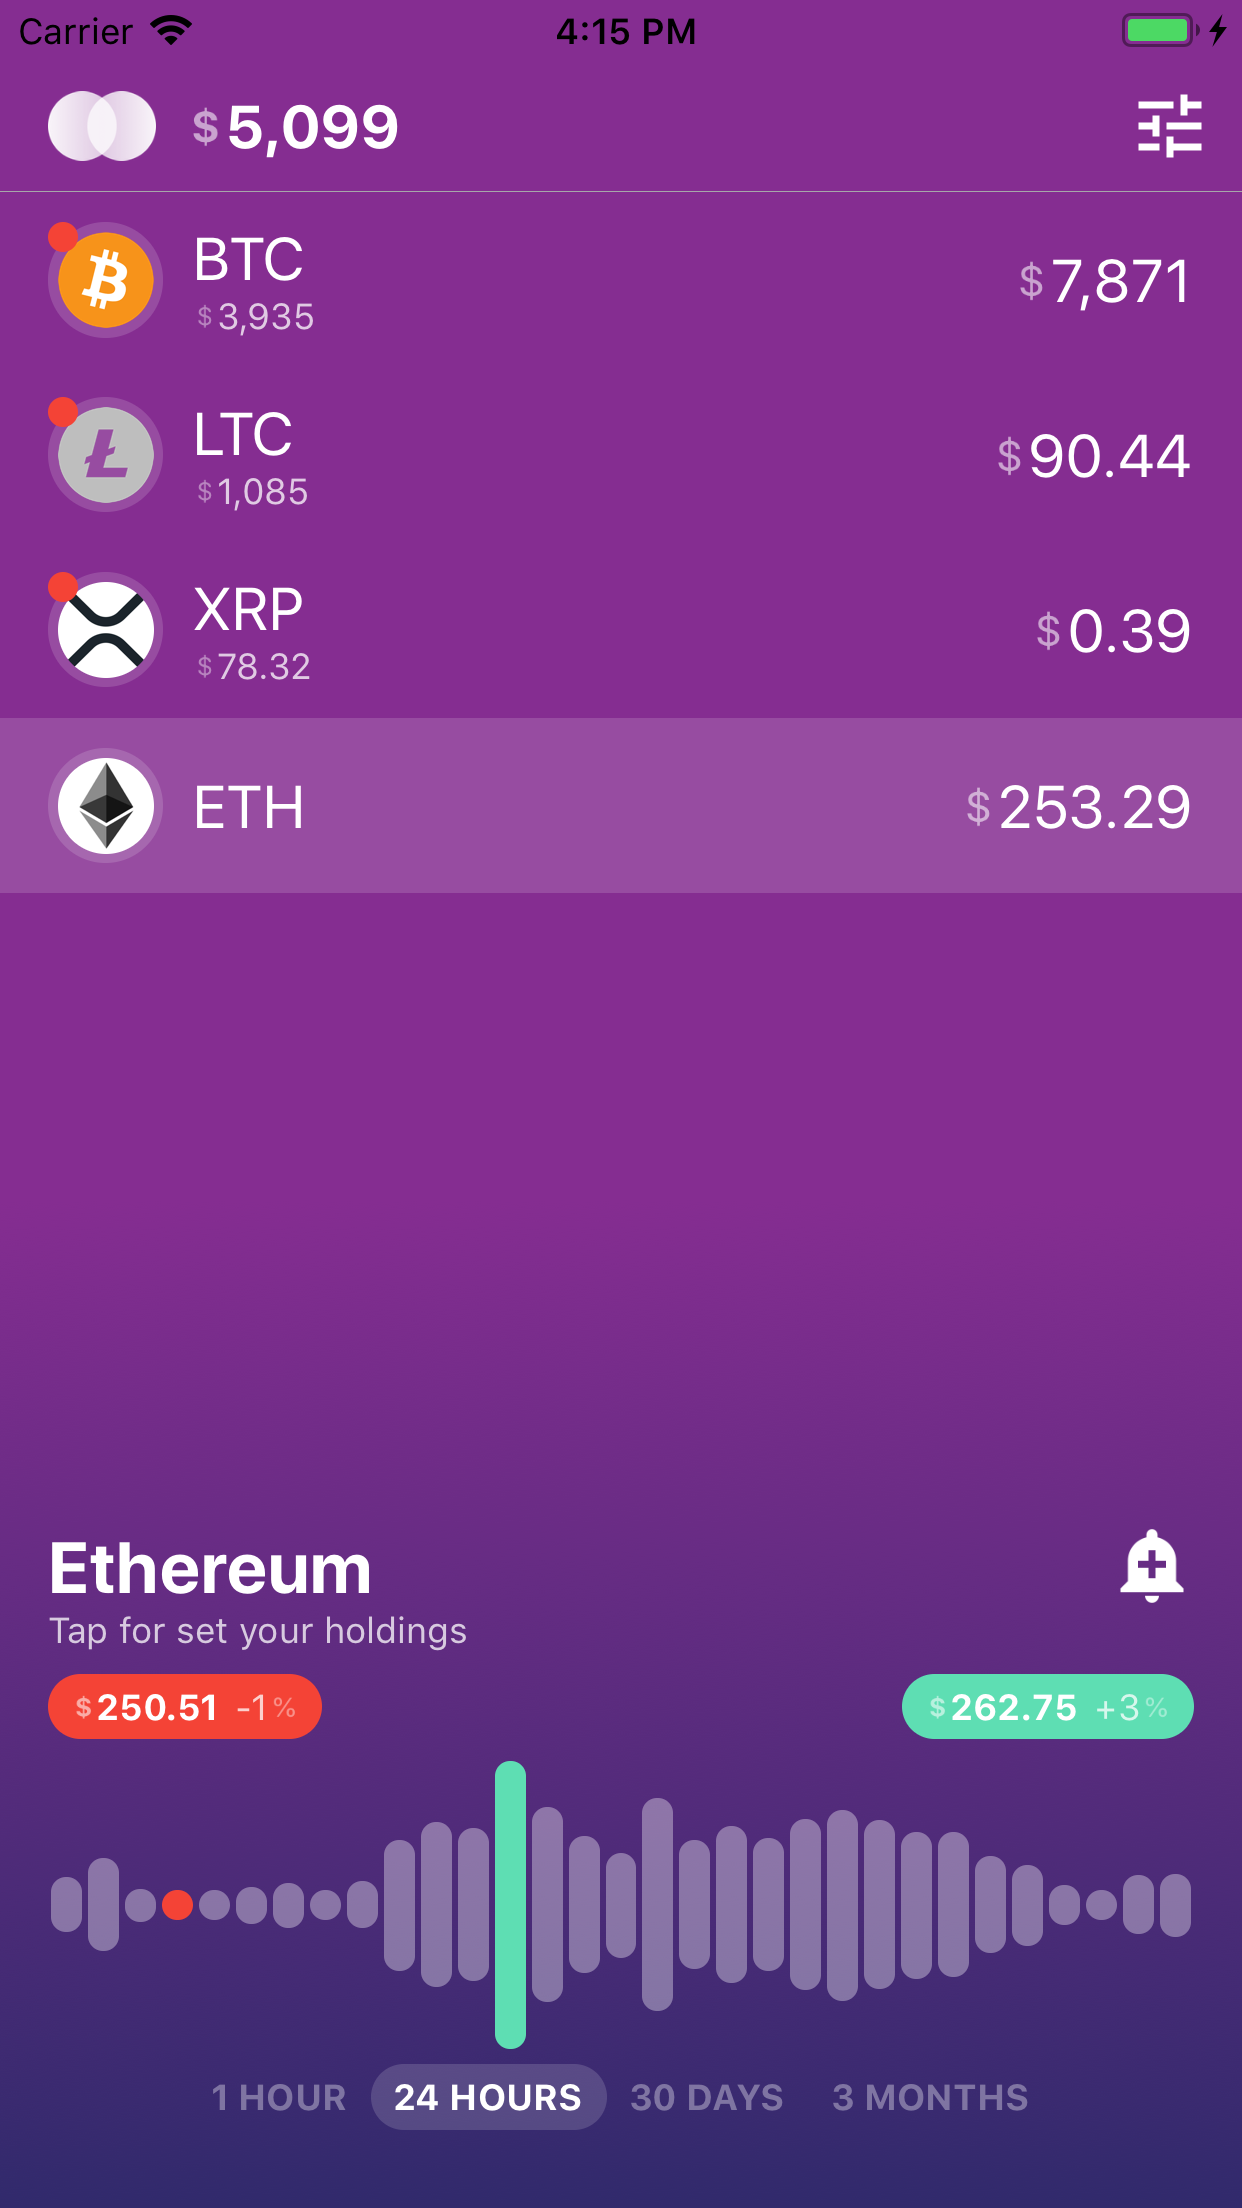 Carrier 4:15 PM
$5,099
BTC
$3,935
$7,871
LTC
$1,085
$90.44
XRP
$78.32
$0.39
ETH
$253.29
Ethereum
Tap for set your holdings
$250.51 -1% $262.75 +3%
1 HOUR 24 HOURS 30 DAYS 3 MONTHS